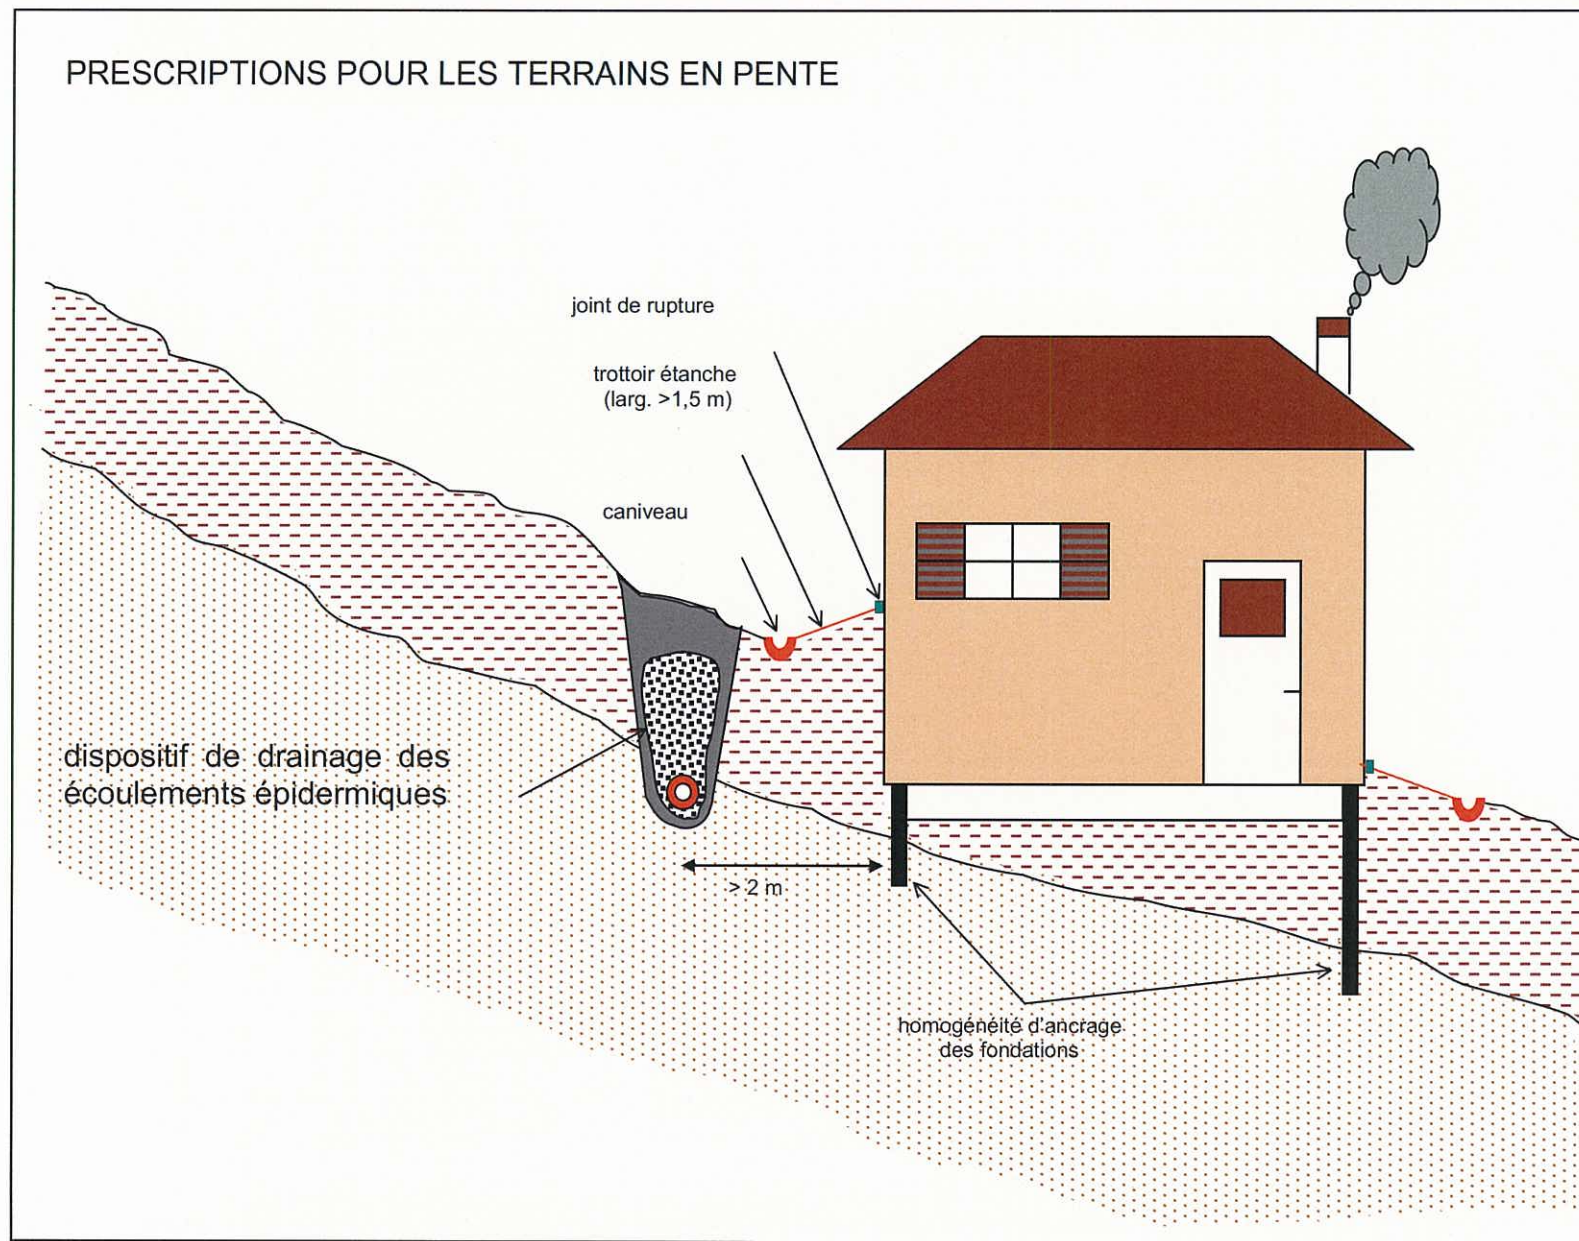 PRESCRIPTIONS POUR LES TERRAINS EN PENTE
joint de rupture
trottoir étanche
(larg. >1,5 m)
caniveau
dispositif de drainage des
écoulements épidermiques
> 2 m
homogénéité d'ancrage
des fondations